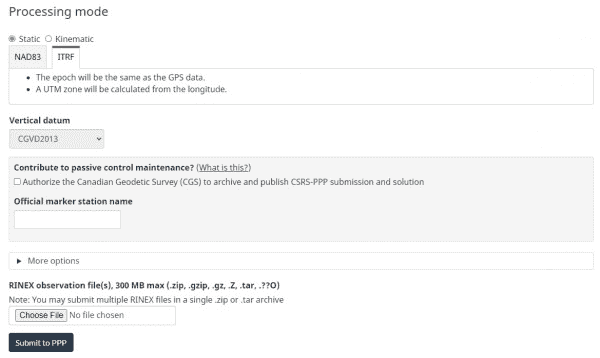 Processing mode
Static Kinematic
NAD83 ITRF
The epoch will be the same as the GPS data.
A UTM zone will be calculated from the longitude.
Vertical datum
CGVD2013
Contribute to passive control maintenance? (What is this?)
Authorize the Canadian Geodetic Survey (CGS) to archive and publish CSRS-PPP submission and solution
Official marker station name
More options
RINEX observation file(s), 300 MB max (.zip, .gzip, .gz, .Z, .tar, .??O)
Note: You may submit multiple RINEX files in a single .zip or .tar archive
Choose File No file chosen
Submit to PPP